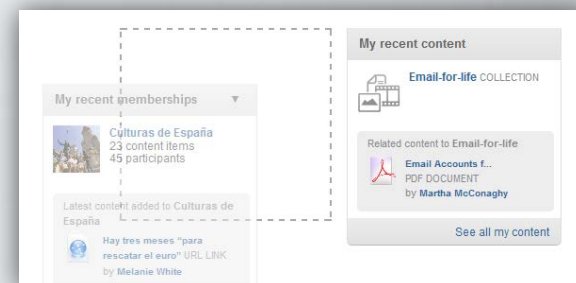 My recent memberships
Culturas de España
23 content items
45 participants
Latest content added to Culturas de
España
Hay tres meses "para
rescatar el euro" URL LINK
by Melanie White
My recent content
Email-for-life COLLECTION
Related content to Email-for-life
Email Accounts f...
PDF DOCUMENT
by Martha McConaghy
See all my content